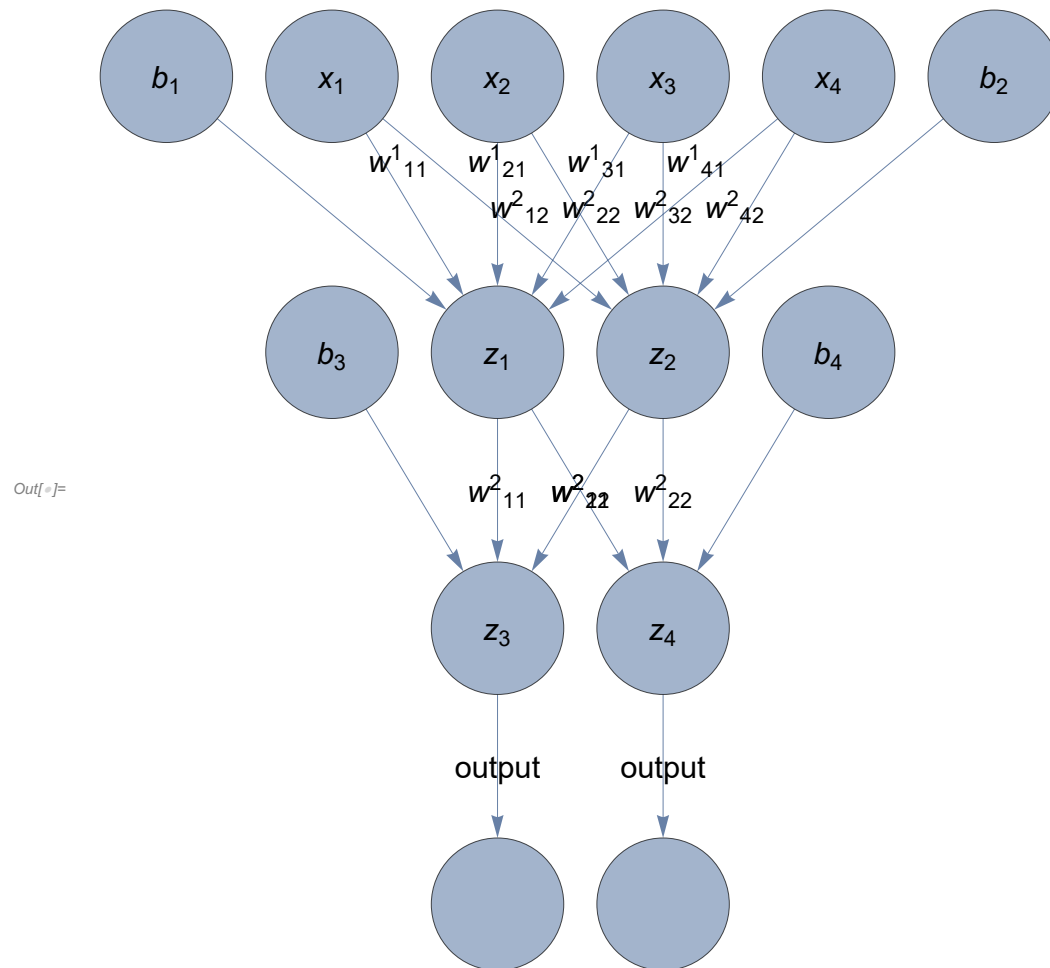 b₁ x₁ x₂ x₃ x₄ b₂
w¹₁₁ w¹₂₁ w¹₃₁ w¹₄₁
w²₁₂ w²₂₂ w²₃₂ w²₄₂
b₃ z₁ z₂ b₄
Out[◦]=
w²₁₁ w²₂₂
z₃ z₄
output output